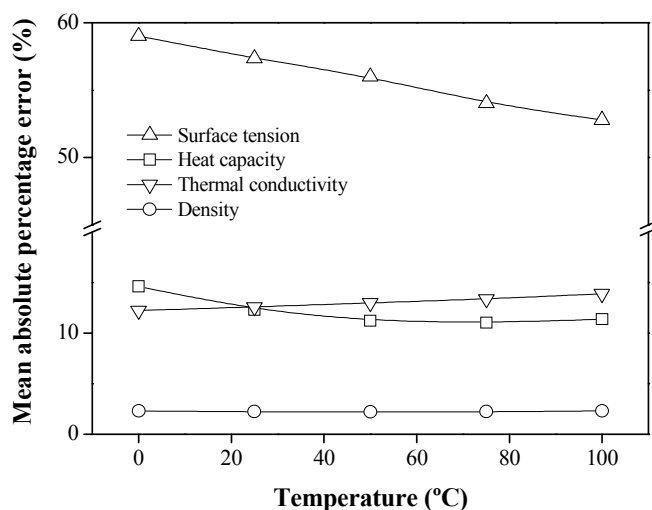 Mean absolute percentage error (%)
60
50
10
0
Surface tension
Heat capacity
Thermal conductivity
Density
0 20 40 60 80 100
Temperature (ºC)